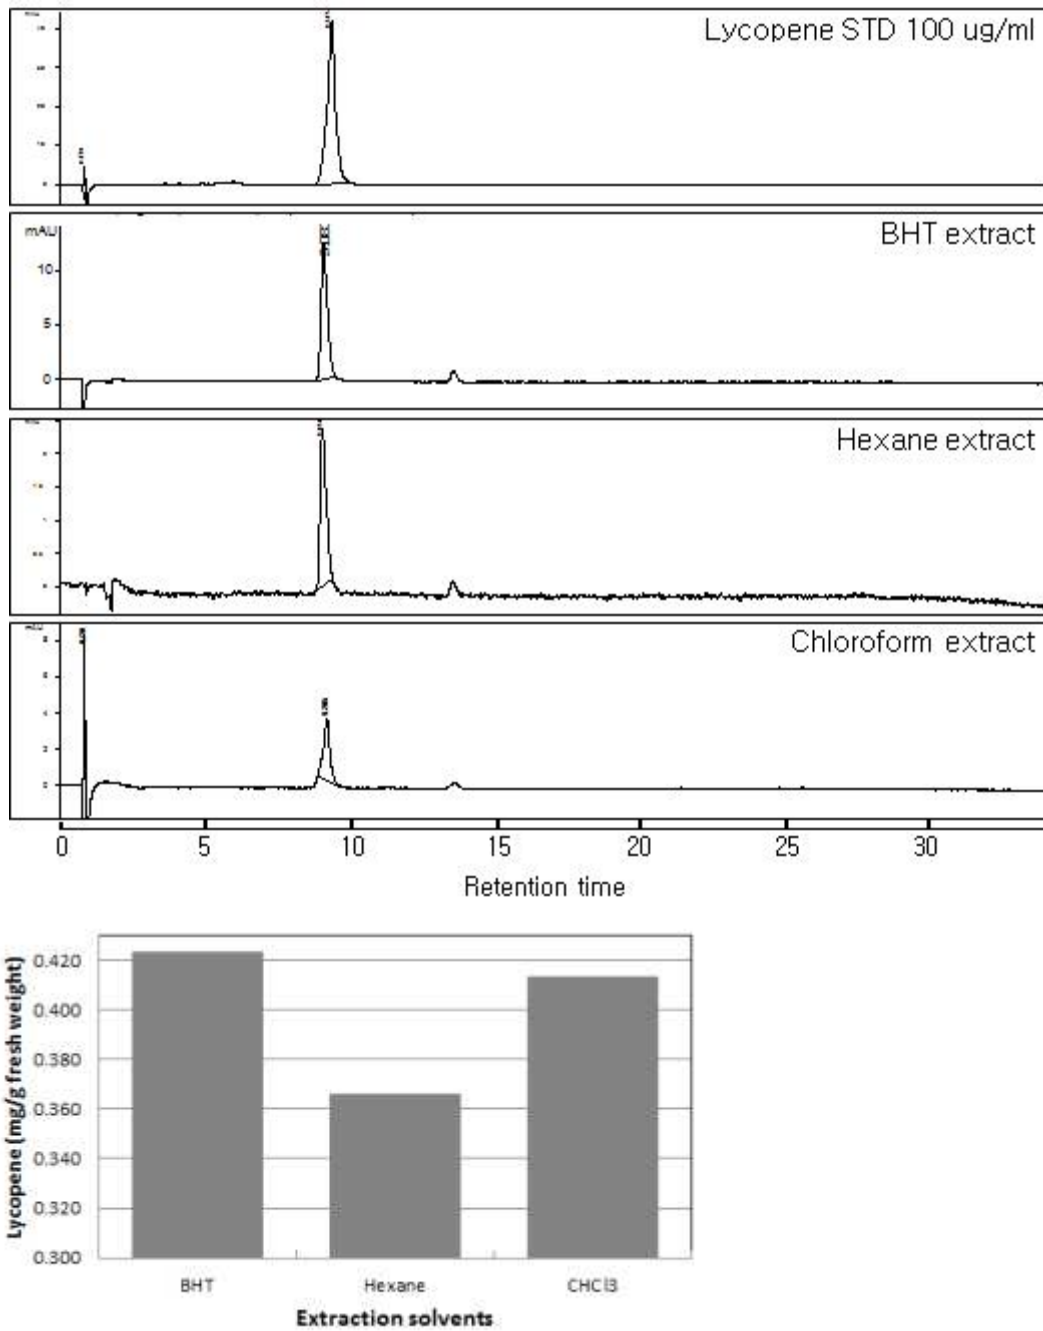 Lycopene STD 100 ug/ml
mAU
BHT extract
10
5
0
Hexane extract
Chloroform extract
0 5 10 15 20 25 30
Retention time
Lycopene (mg/g fresh weight)
0.420
0.400
0.380
0.360
0.340
0.320
0.300
BHT Hexane CHCl3
Extraction solvents